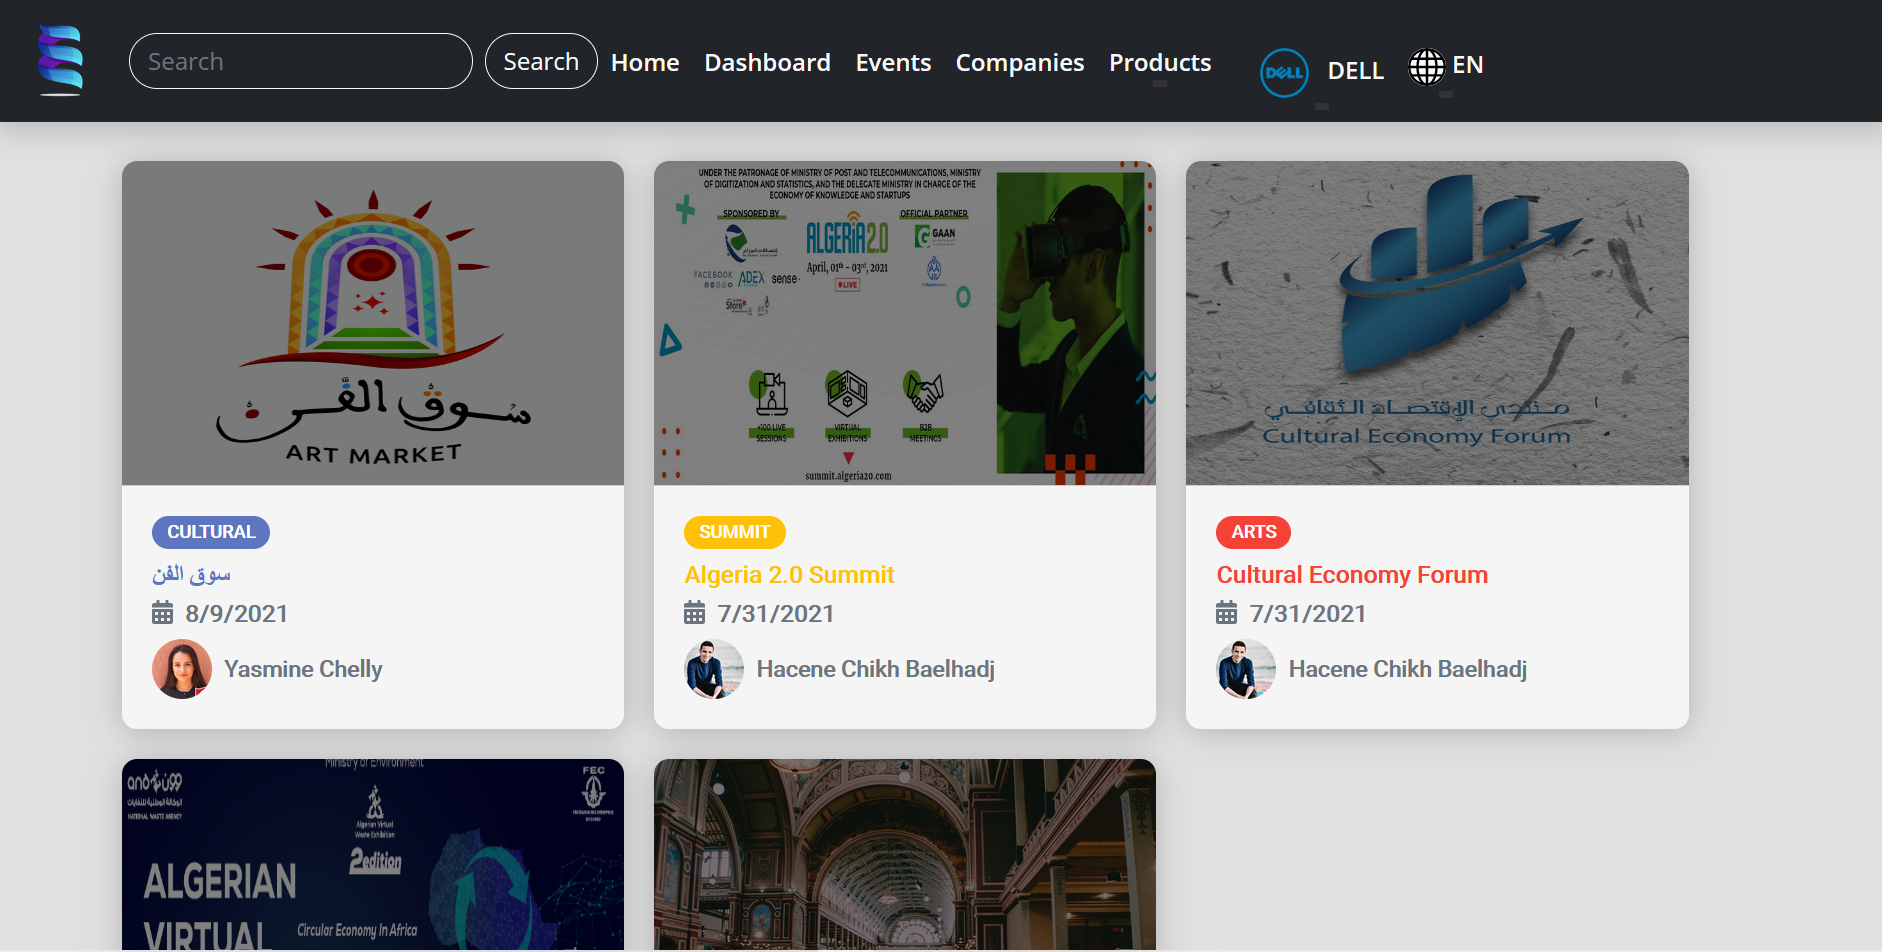 Search
Search
Home
Dashboard
Events
Companies
Products
DELL
DELL
EN
سوق الفن
ART MARKET
UNDER THE PATRONAGE OF MINISTRY OF POST AND TELECOMMUNICATIONS, MINISTRY
OF DIGITIZATION AND STATISTICS, AND THE DELEGATE MINISTRY IN CHARGE OF THE
ECONOMY OF KNOWLEDGE AND STARTUPS
SPONSORED BY
OFFICIAL PARTNER
ALGERIA 2.0
GAAN
April, 01th - 03rd, 2021
LIVE
FACEBOOK
ADEX
sense
Store
+100 LIVE
SESSIONS
VIRTUAL
EXHIBITIONS
B2B
MEETINGS
summit.algeria20.com
منتدى الإقتصاد الثقافي
Cultural Economy Forum
CULTURAL
سوق الفن
8/9/2021
Yasmine Chelly
SUMMIT
Algeria 2.0 Summit
7/31/2021
Hacene Chikh Baelhadj
ARTS
Cultural Economy Forum
7/31/2021
Hacene Chikh Baelhadj
Ministry of Environment
الوكالة الوطنية للنفايات
NATIONAL WASTE AGENCY
Algerian Virtual
Waste Exhibition
2edition
FEC
ALGERIAN
VIRTUAL
Circular Economy In Africa